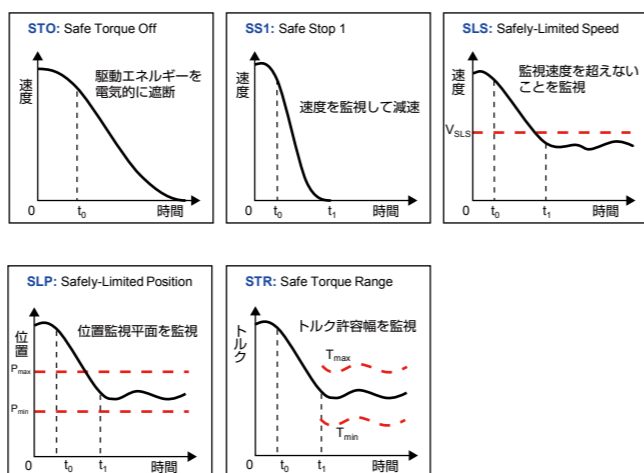 STO: Safe Torque Off
駆動エネルギーを
電気的に遮断
速度
0
t0
時間
SS1: Safe Stop 1
速度を監視して減速
速度
0
t0
t1
時間
SLS: Safely-Limited Speed
監視速度を超えない
ことを監視
速度
VSLS
0
t0
t1
時間
SLP: Safely-Limited Position
位置監視平面を監視
位置
Pmax
Pmin
0
t0
t1
時間
STR: Safe Torque Range
トルク許容幅を監視
トルク
Tmax
Tmin
0
t0
t1
時間